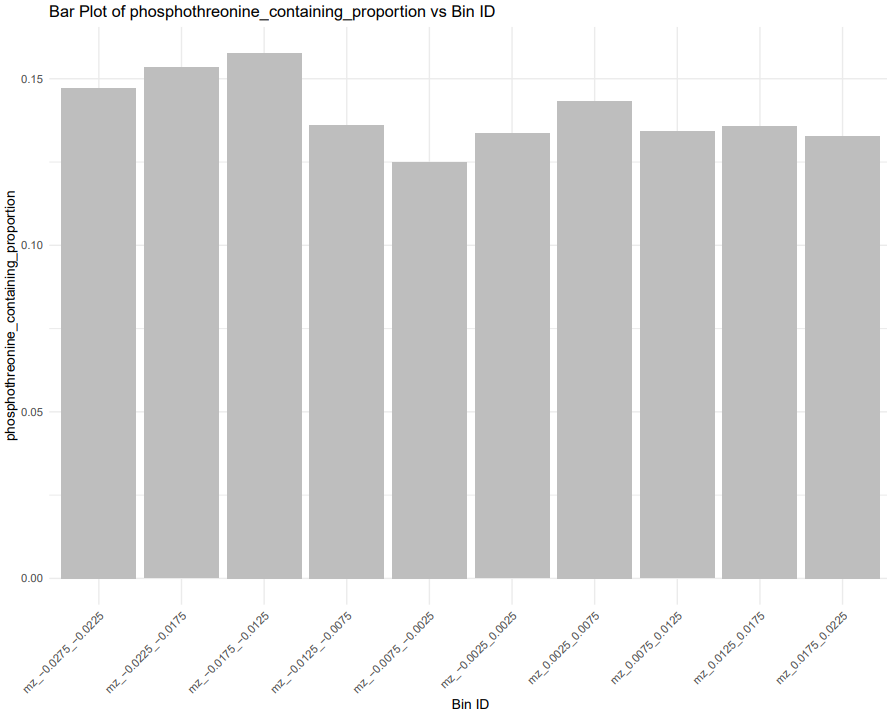 Bar Plot of phosphothreonine_containing_proportion vs Bin ID
phosphothreonine_containing_proportion
0.15
0.10
0.05
0.00
mz_−0.0275_−0.0225
mz_−0.0225_−0.0175
mz_−0.0175_−0.0125
mz_−0.0125_−0.0075
mz_−0.0075_−0.0025
mz_−0.0025_0.0025
mz_0.0025_0.0075
mz_0.0075_0.0125
mz_0.0125_0.0175
mz_0.0175_0.0225
Bin ID